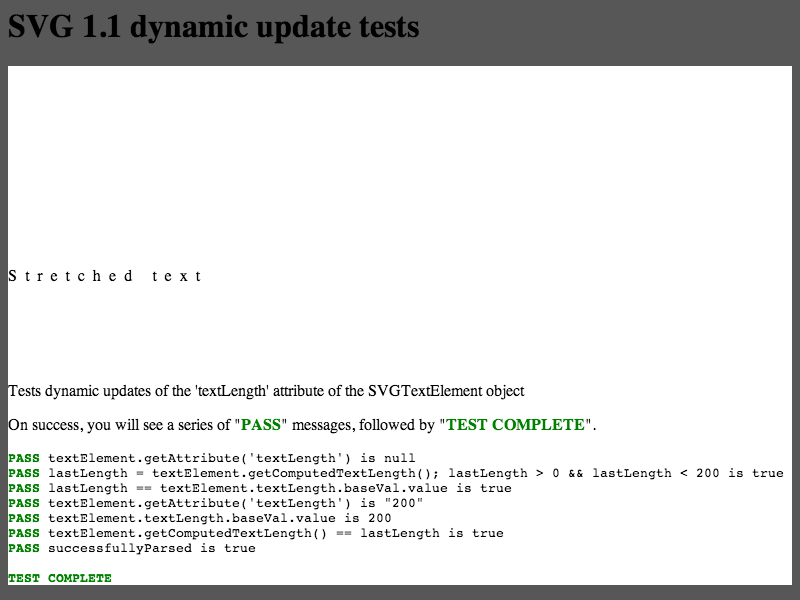 SVG 1.1 dynamic update tests
Stretched text
Tests dynamic updates of the 'textLength' attribute of the SVGTextElement object
On success, you will see a series of "PASS" messages, followed by "TEST COMPLETE".
PASS textElement.getAttribute('textLength') is null
PASS lastLength = textElement.getComputedTextLength(); lastLength > 0 && lastLength < 200 is true
PASS lastLength == textElement.textLength.baseVal.value is true
PASS textElement.getAttribute('textLength') is "200"
PASS textElement.textLength.baseVal.value is 200
PASS textElement.getComputedTextLength() == lastLength is true
PASS successfullyParsed is true
TEST COMPLETE